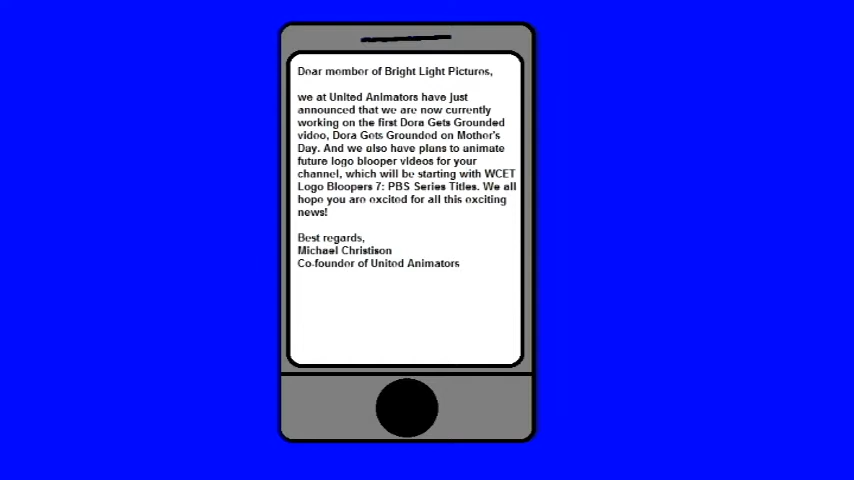 Dear member of Bright Light Pictures,
we at United Animators have just
announced that we are now currently
working on the first Dora Gets Grounded
video, Dora Gets Grounded on Mother's
Day. And we also have plans to animate
future logo blooper videos for your
channel, which will be starting with WCET
Logo Bloopers 7: PBS Series Titles. We all
hope you are excited for all this exciting
news!
Best regards,
Michael Christison
Co-founder of United Animators